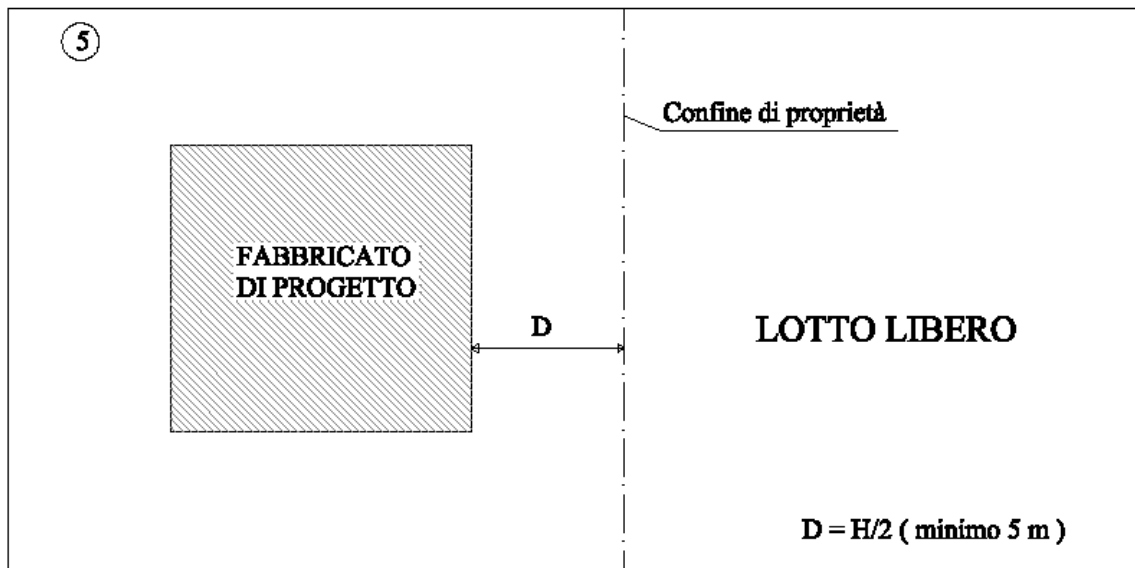 5
Confine di proprietà
FABBRICATO
DI PROGETTO
D
LOTTO LIBERO
D = H/2 ( minimo 5 m )